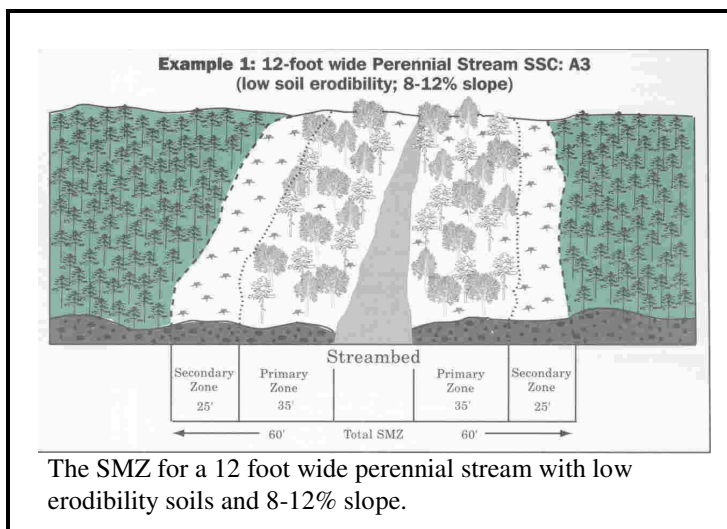 Example 1: 12-foot wide Perennial Stream SSC: A3
(low soil erodibility; 8-12% slope)
Streambed
Secondary Zone 25'
Primary Zone 35'
Primary Zone 35'
Secondary Zone 25'
60' Total SMZ 60'
The SMZ for a 12 foot wide perennial stream with low
erodibility soils and 8-12% slope.